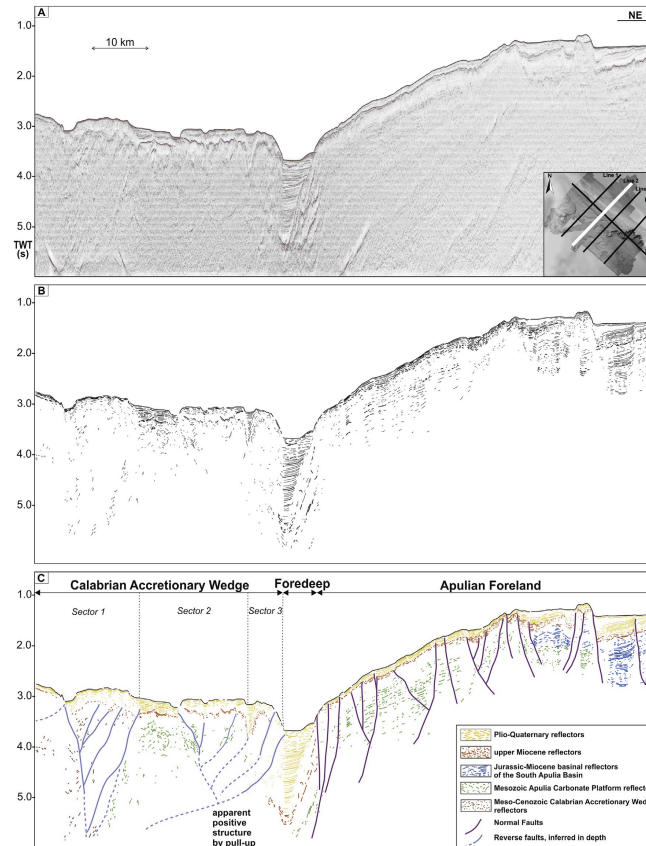 A
NE
10 km
1.0
2.0
3.0
4.0
5.0
TWT
(s)
N
Line 2
B
1.0
2.0
3.0
4.0
5.0
C
Calabrian Accretionary Wedge
Foredeep
Apulian Foreland
Sector 1
Sector 2
Sector 3
1.0
2.0
3.0
4.0
5.0
apparent
positive
structure
by pull-up
Plio-Quaternary reflectors
upper Miocene reflectors
Jurassic-Miocene basinal reflectors
of the South Apulia Basin
Mesozoic Apulia Carbonate Platform reflec
Meso-Cenozoic Calabrian Accretionary Wed
reflectors
Normal Faults
Reverse faults, inferred in depth